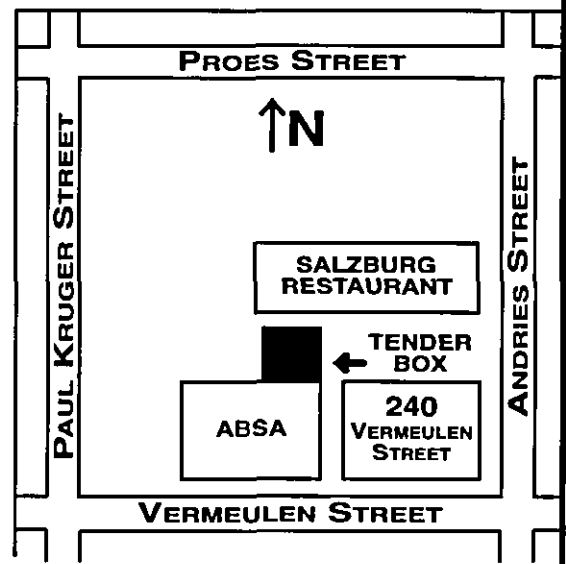 PROES STREET
N
PAUL KRUGER STREET
ANDRIES STREET
SALZBURG
RESTAURANT
TENDER
BOX
ABSA
240
VERMEULEN
STREET
VERMEULEN STREET